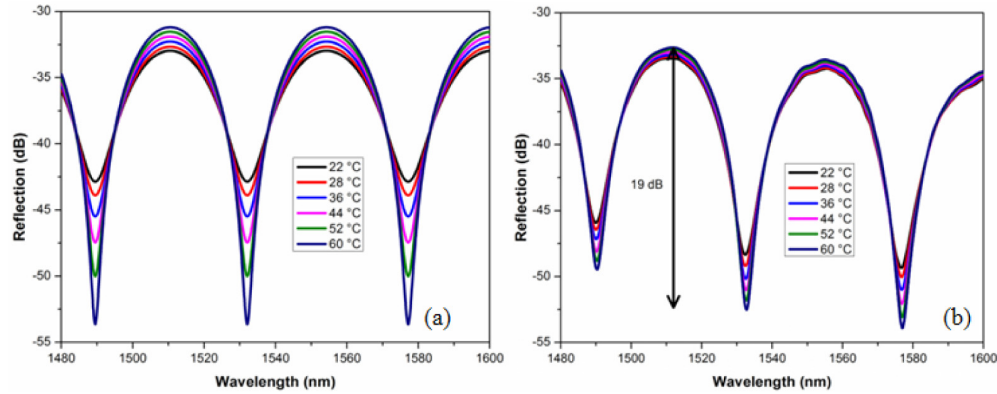 -30
-35
-40
-45
-50
-55
Reflection (dB)
22 °C
28 °C
36 °C
44 °C
52 °C
60 °C
(a)
1480 1500 1520 1540 1560 1580 1600
Wavelength (nm)
-30
-35
-40
-45
-50
-55
Reflection (dB)
19 dB
22 °C
28 °C
36 °C
44 °C
52 °C
60 °C
(b)
1480 1500 1520 1540 1560 1580 1600
Wavelength (nm)